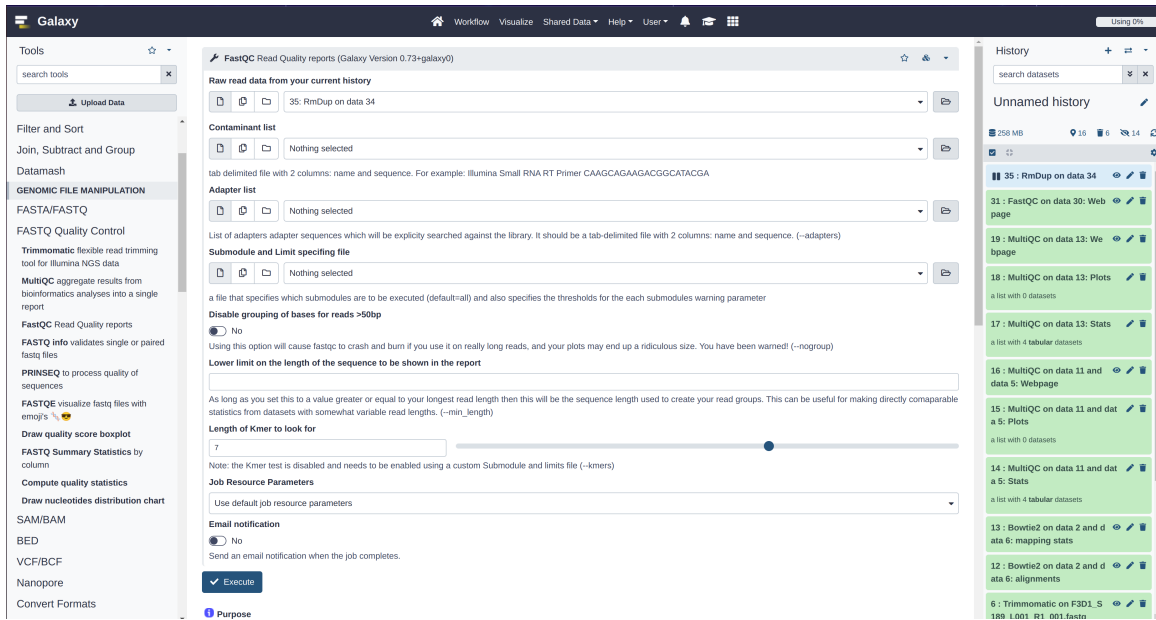 Galaxy
Workflow Visualize Shared Data Help User
Using 0%
Tools
search tools
Upload Data
Filter and Sort
Join, Subtract and Group
Datamash
GENOMIC FILE MANIPULATION
FASTA/FASTQ
FASTQ Quality Control
Trimmomatic flexible read trimming
tool for Illumina NGS data
MultiQC aggregate results from
bioinformatics analyses into a single
report
FastQC Read Quality reports
FASTQ info validates single or paired
fastq files
PRINSEQ to process quality of
sequences
FASTQE visualize fastq files with
emoji's 🧬😎
Draw quality score boxplot
FASTQ Summary Statistics by
column
Compute quality statistics
Draw nucleotides distribution chart
SAM/BAM
BED
VCF/BCF
Nanopore
Convert Formats
FastQC Read Quality reports (Galaxy Version 0.73+galaxy0)
Raw read data from your current history
35: RmDup on data 34
Contaminant list
Nothing selected
tab delimited file with 2 columns: name and sequence. For example: Illumina Small RNA RT Primer CAAGCAGAAGACGGCATACGA
Adapter list
Nothing selected
List of adapters adapter sequences which will be explicity searched against the library. It should be a tab-delimited file with 2 columns: name and sequence. (--adapters)
Submodule and Limit specifing file
Nothing selected
a file that specifies which submodules are to be executed (default=all) and also specifies the thresholds for the each submodules warning parameter
Disable grouping of bases for reads >50bp
No
Using this option will cause fastqc to crash and burn if you use it on really long reads, and your plots may end up a ridiculous size. You have been warned! (--nogroup)
Lower limit on the length of the sequence to be shown in the report
As long as you set this to a value greater or equal to your longest read length then this will be the sequence length used to create your read groups. This can be useful for making directly comaparable
statistics from datasets with somewhat variable read lengths. (--min_length)
Length of Kmer to look for
7
Note: the Kmer test is disabled and needs to be enabled using a custom Submodule and limits file (--kmers)
Job Resource Parameters
Use default job resource parameters
Email notification
No
Send an email notification when the job completes.
Execute
Purpose
History
search datasets
Unnamed history
258 MB 16 6 14
35 : RmDup on data 34
31 : FastQC on data 30: Web
page
19 : MultiQC on data 13: We
bpage
18 : MultiQC on data 13: Plots
a list with 0 datasets
17 : MultiQC on data 13: Stats
a list with 4 tabular datasets
16 : MultiQC on data 11 and
data 5: Webpage
15 : MultiQC on data 11 and dat
a 5: Plots
a list with 0 datasets
14 : MultiQC on data 11 and dat
a 5: Stats
a list with 4 tabular datasets
13 : Bowtie2 on data 2 and d
ata 6: mapping stats
12 : Bowtie2 on data 2 and d
ata 6: alignments
6 : Trimmomatic on F3D1_S
189_L001_R1_001.fastq